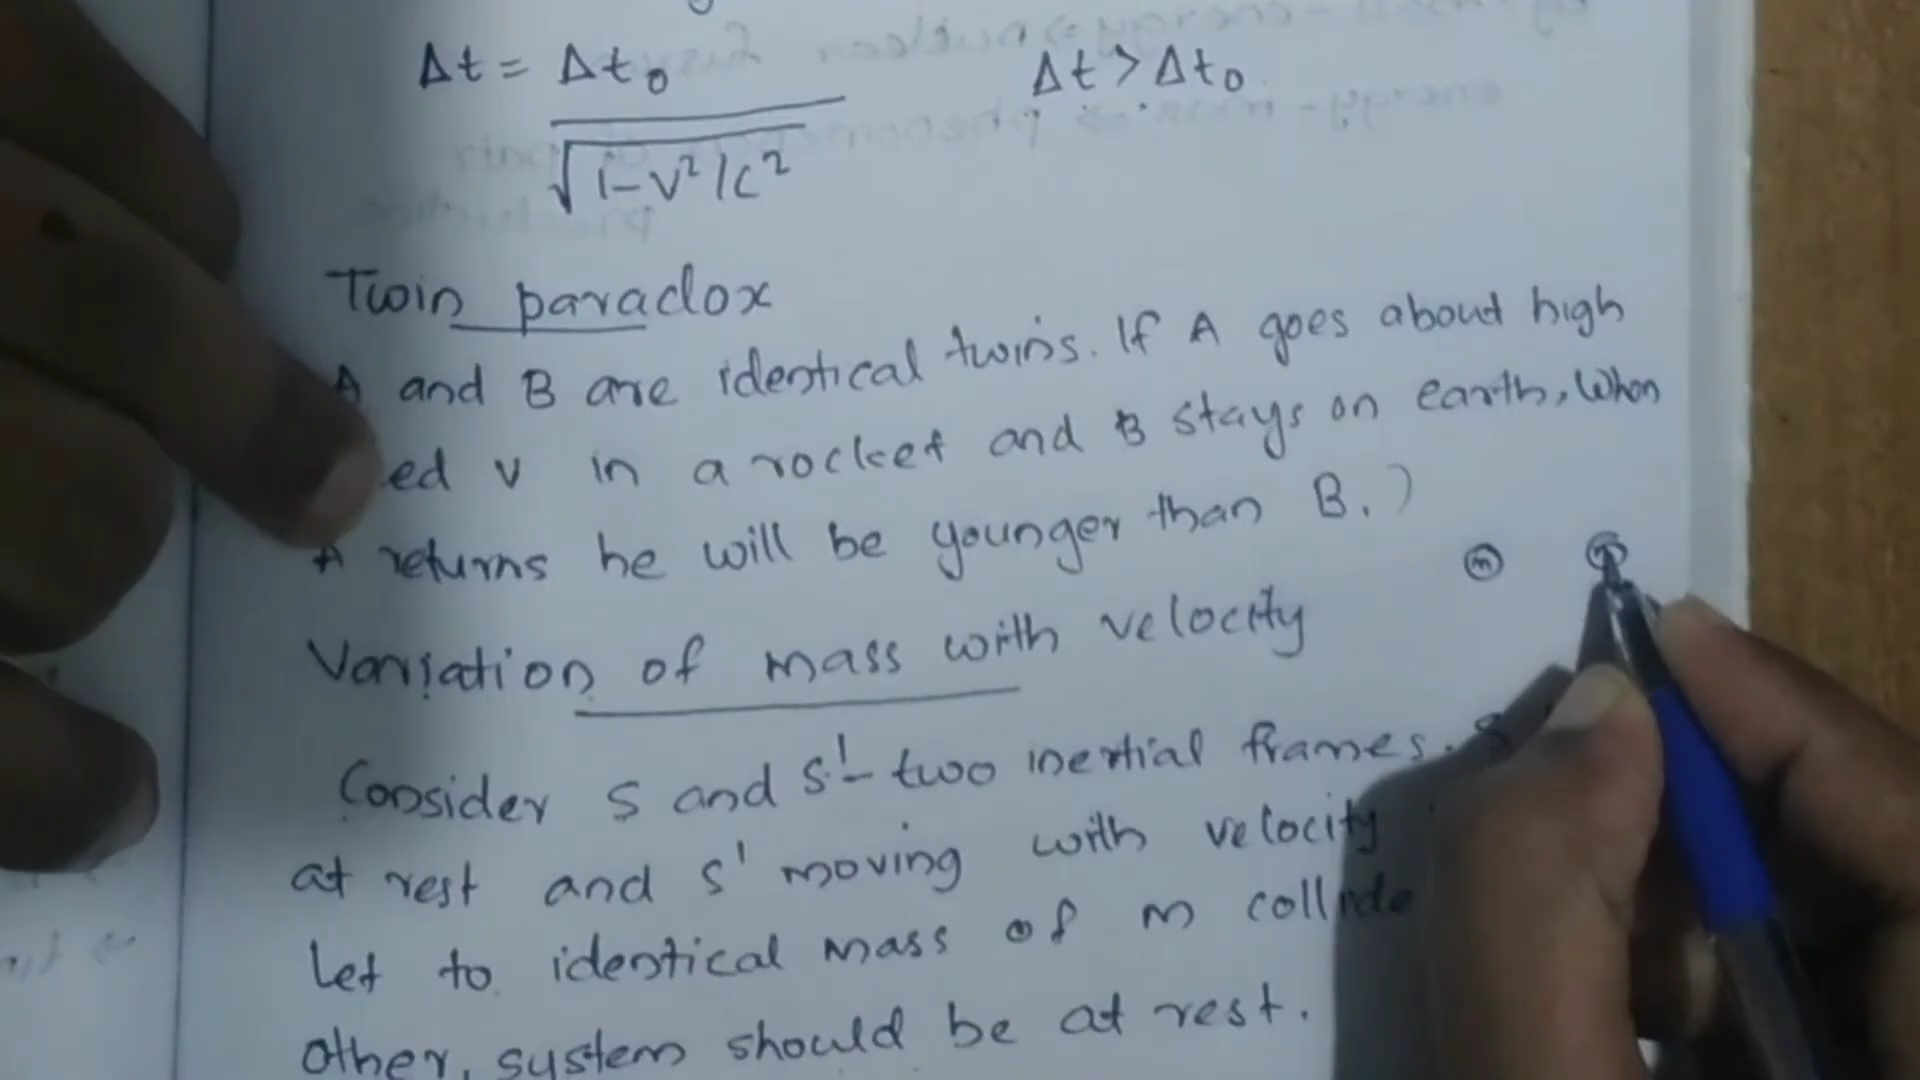 Δt = Δt₀ / √1-v²/c²    Δt > Δt₀
Twin paradox
A and B are identical twins. If A goes about high
ed v in a rocket and B stays on earth, When
A returns he will be younger than B. )
m
Variation of mass with velocity
Consider S and S' - two inertial frames. S
at rest and S' moving with velocity
Let to identical mass of m collide
other, system should be at rest.